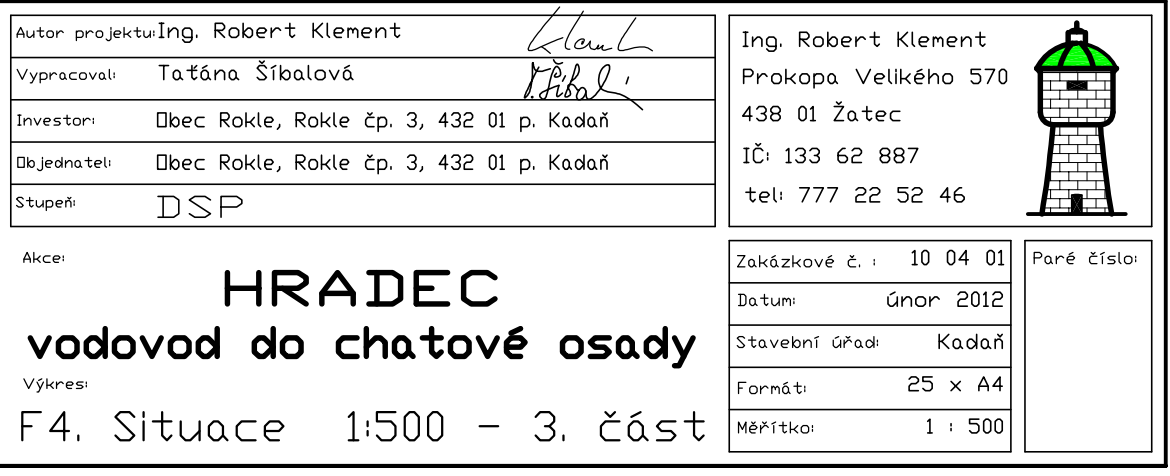 Autor projektu: Ing. Robert Klement
Vypracoval: Taťána Šíbalová
Investor: Obec Rokle, Rokle čp. 3, 432 01 p. Kadaň
Objednatel: Obec Rokle, Rokle čp. 3, 432 01 p. Kadaň
Stupeň: DSP
Ing. Robert Klement
Prokopa Velikého 570
438 01 Žatec
IČ: 133 62 887
tel: 777 22 52 46
Akce:
HRADEC
vodovod do chatové osady
Výkres:
F4. Situace 1:500 - 3. část
Zakázkové č. : 10 04 01
Datum: únor 2012
Stavební úřad: Kadaň
Formát: 25 x A4
Měřítko: 1 : 500
Paré číslo: